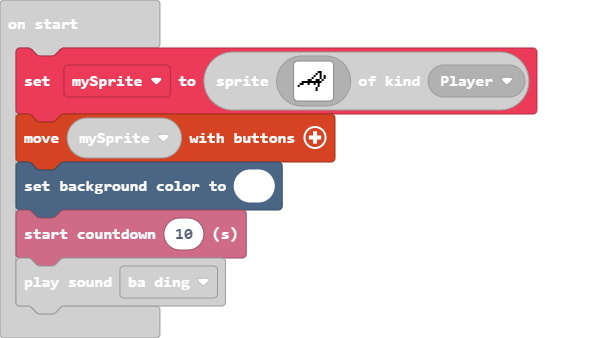 on start
set mySprite to sprite of kind Player
move mySprite with buttons
set background color to
start countdown 10 (s)
play sound ba ding